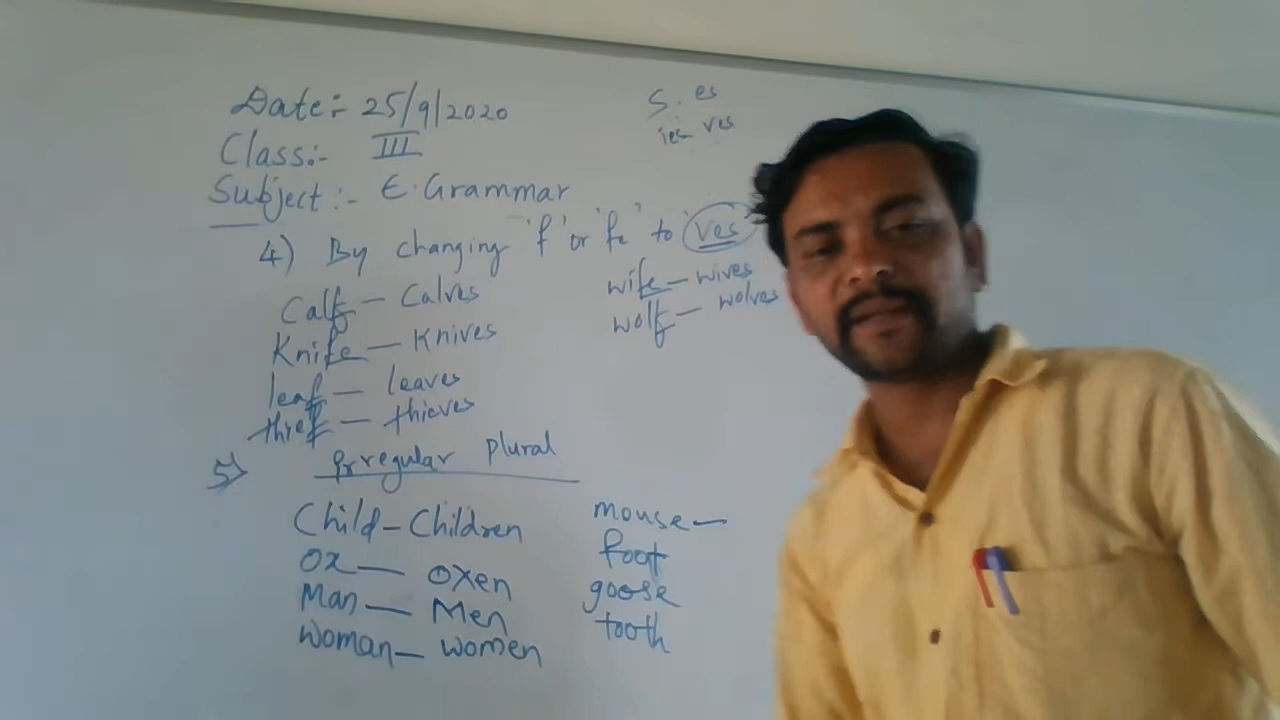 Date:- 25/9/2020
S. es
ies ves
Class:- III
Subject:- E. Grammar
4) By changing 'f' or 'fe' to ves
Calf – Calves
wife – wives
Knife – Knives
wolf – wolves
leaf – leaves
thief – thieves
5) Irregular Plural
Child – Children
mouse –
Ox – Oxen
foot
Man – Men
goose
Woman – women
tooth